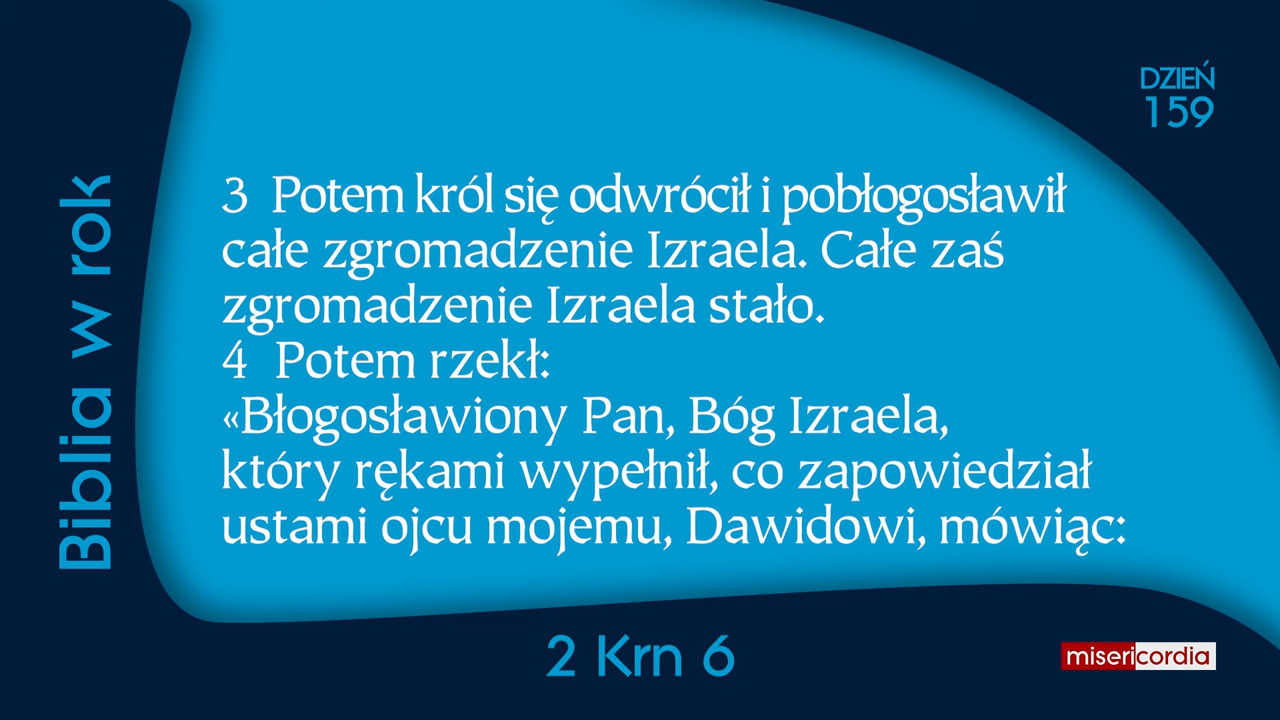 DZIEŃ
159
Biblia w rok
3 Potem król się odwrócił i pobłogosławił
całe zgromadzenie Izraela. Całe zaś
zgromadzenie Izraela stało.
4 Potem rzekł:
«Błogosławiony Pan, Bóg Izraela,
który rękami wypełnił, co zapowiedział
ustami ojcu mojemu, Dawidowi, mówiąc:
2 Krn 6
misericordia